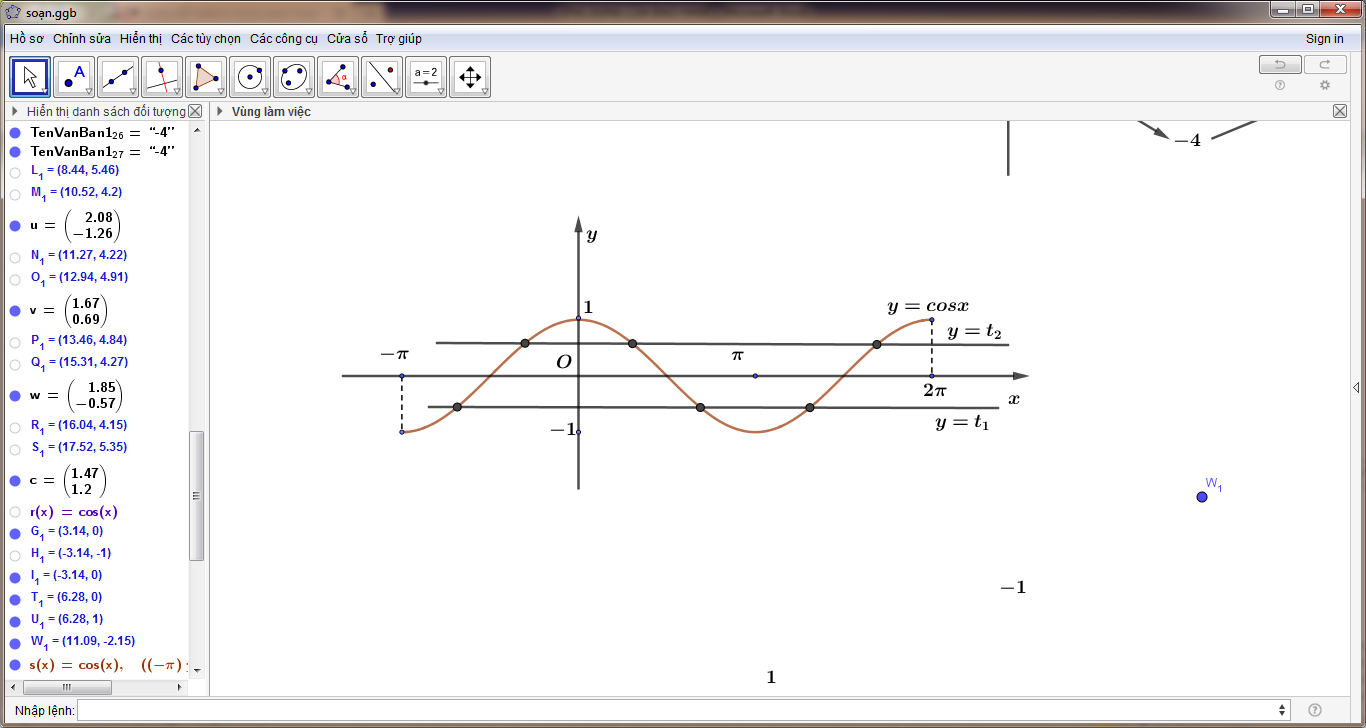 soạn.ggb
Hồ sơ Chỉnh sửa Hiển thị Các tùy chọn Các công cụ Cửa sổ Trợ giúp Sign in
A α a = 2
Hiển thị danh sách đối tượng Vùng làm việc
TenVanBan1₂₆ = “-4”
TenVanBan1₂₇ = “-4”
L₁ = (8.44, 5.46)
M₁ = (10.52, 4.2)
u = (2.08 −1.26)
N₁ = (11.27, 4.22)
O₁ = (12.94, 4.91)
v = (1.67 0.69)
P₁ = (13.46, 4.84)
Q₁ = (15.31, 4.27)
w = (1.85 −0.57)
R₁ = (16.04, 4.15)
S₁ = (17.52, 5.35)
c = (1.47 1.2)
r(x) = cos(x)
G₁ = (3.14, 0)
H₁ = (-3.14, -1)
I₁ = (-3.14, 0)
T₁ = (6.28, 0)
U₁ = (6.28, 1)
W₁ = (11.09, -2.15)
s(x) = cos(x), ((−π)
−4
y
1
y = cosx
y = t₂
−π
O
π
2π
x
−1
y = t₁
W₁
−1
1
Nhập lệnh: